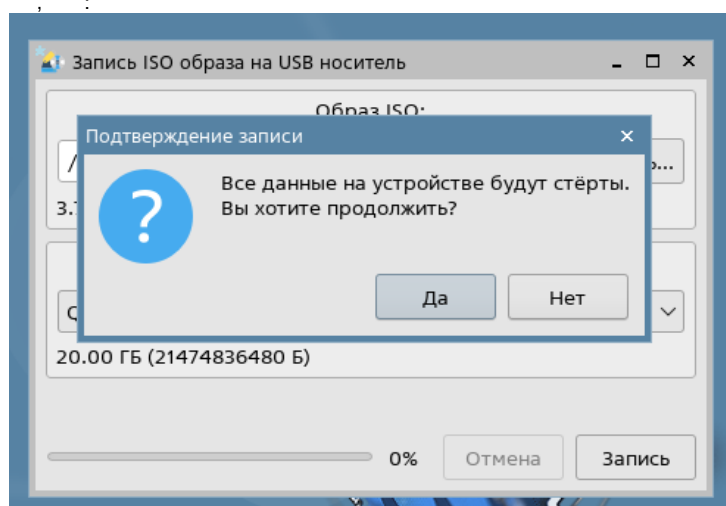 Запись ISO образа на USB носитель
Образ ISO:
Подтверждение записи
Все данные на устройстве будут стёрты.
Вы хотите продолжить?
Да
Нет
20.00 ГБ (21474836480 Б)
0%
Отмена
Запись